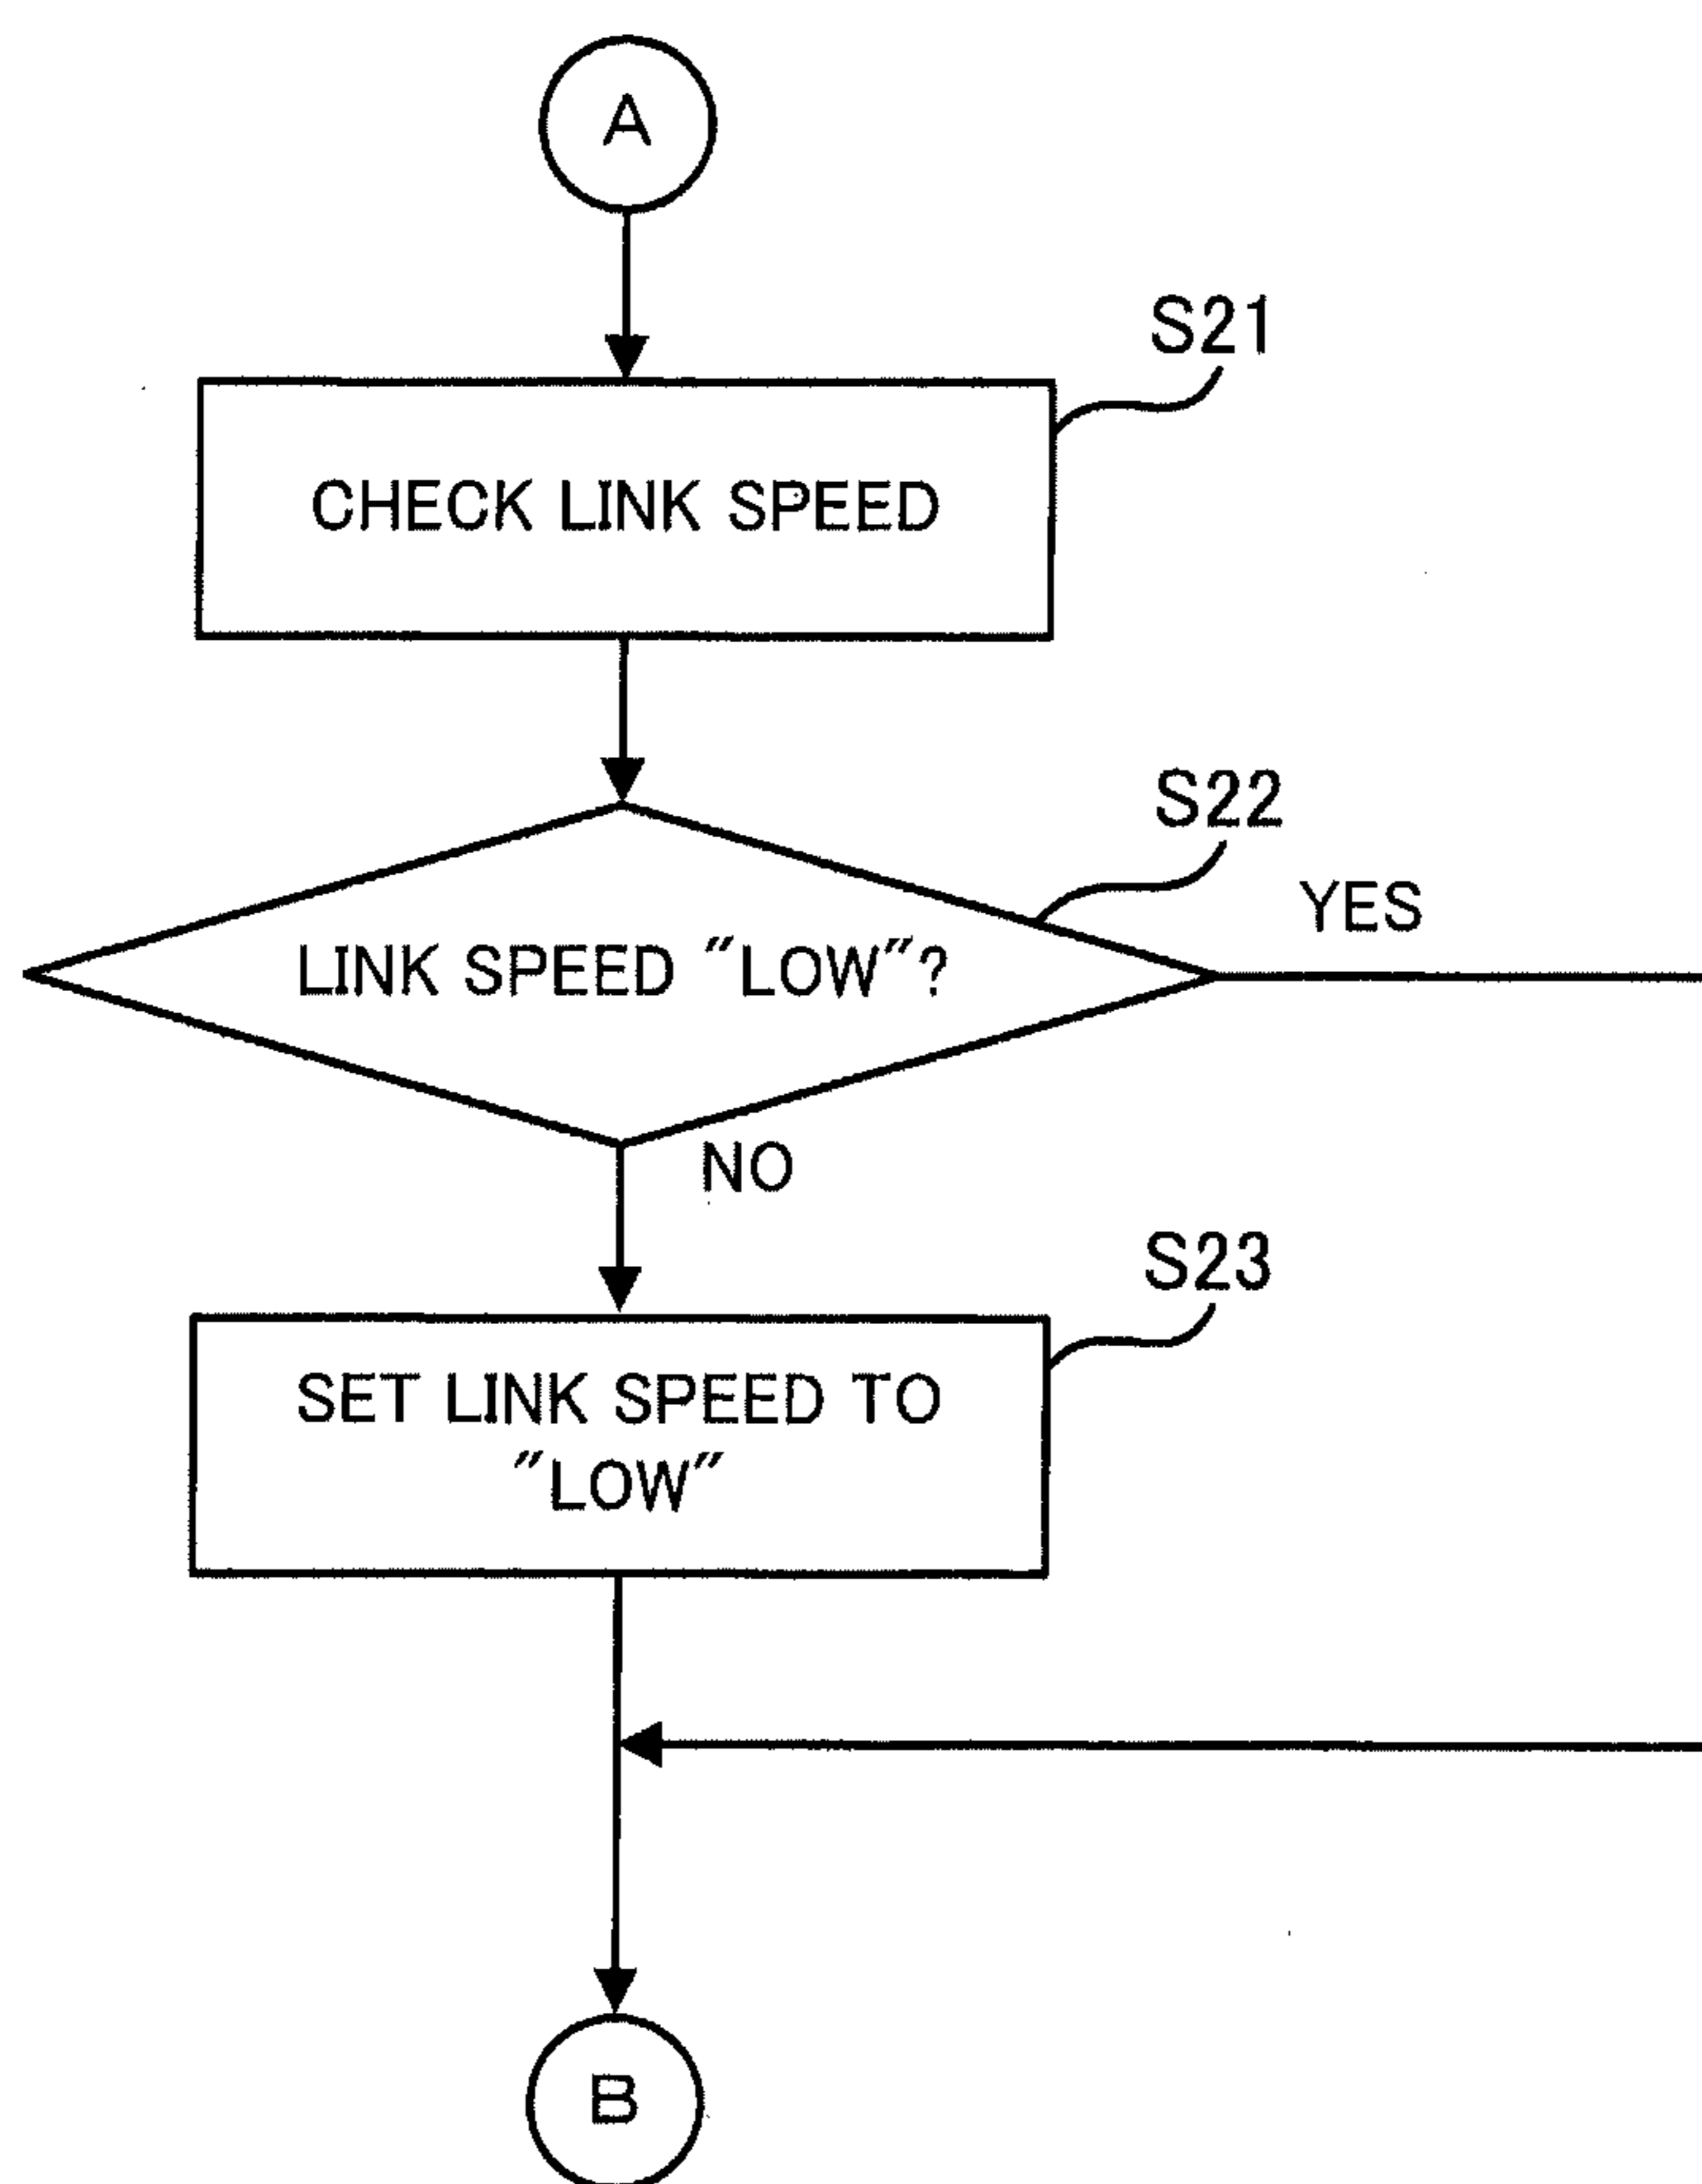 A
S21
CHECK LINK SPEED
S22
YES
LINK SPEED "LOW"?
NO
S23
SET LINK SPEED TO
"LOW"
B